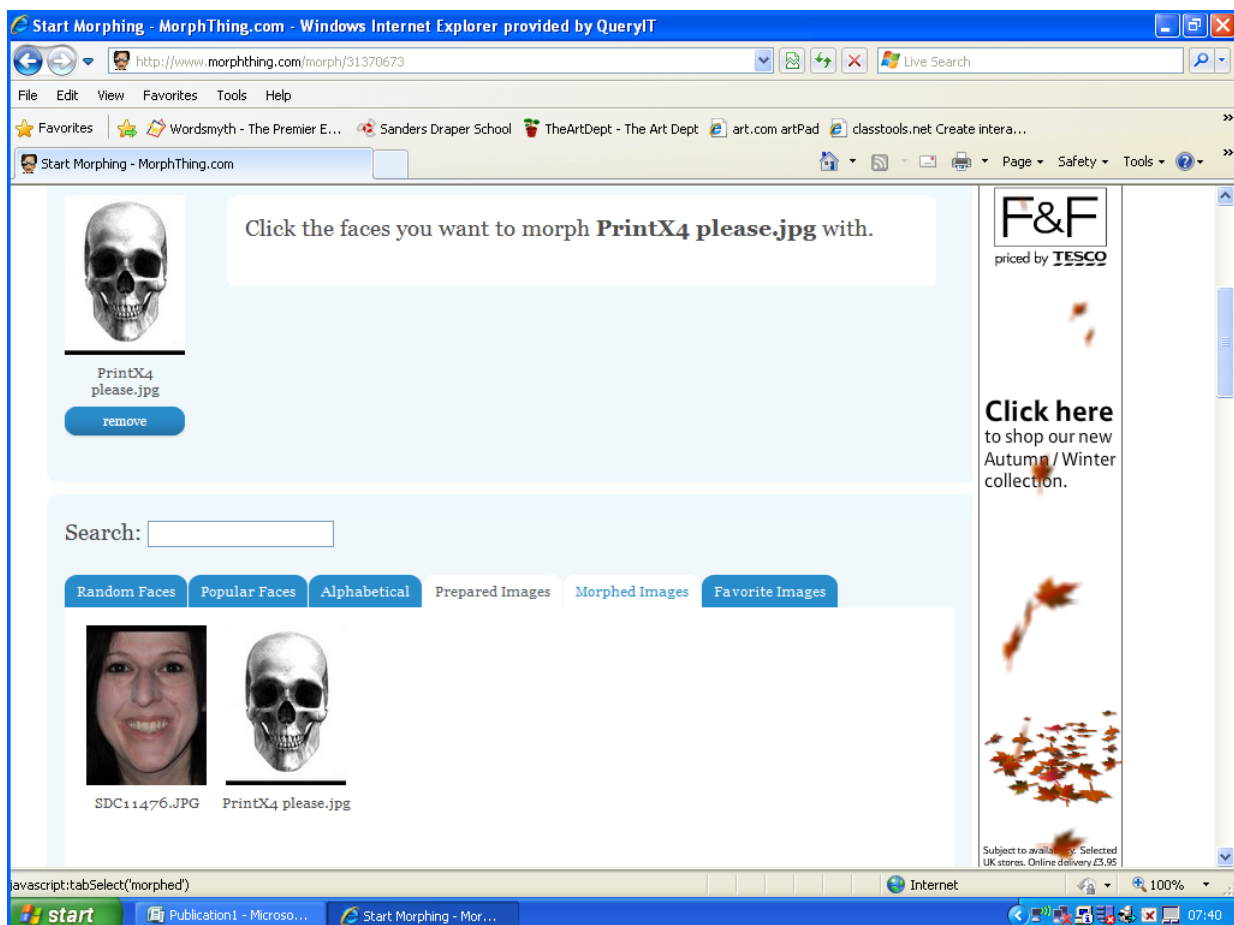 Start Morphing - MorphThing.com - Windows Internet Explorer provided by QueryIT
http://www.morphthing.com/morph/31370673
Live Search
File Edit View Favorites Tools Help
Favorites Wordsmyth - The Premier E... Sanders Draper School TheArtDept - The Art Dept art.com artPad classtools.net Create intera... »
Start Morphing - MorphThing.com Page Safety Tools »
Click the faces you want to morph PrintX4 please.jpg with.
PrintX4
please.jpg
remove
Search:
Random Faces Popular Faces Alphabetical Prepared Images Morphed Images Favorite Images
SDC11476.JPG PrintX4 please.jpg
F&F
priced by TESCO
Click here
to shop our new
Autumn / Winter
collection.
Subject to availability. Selected
UK stores. Online delivery £3.95
javascript:tabSelect('morphed') Internet 100%
start Publication1 - Microso... Start Morphing - Mor... 07:40